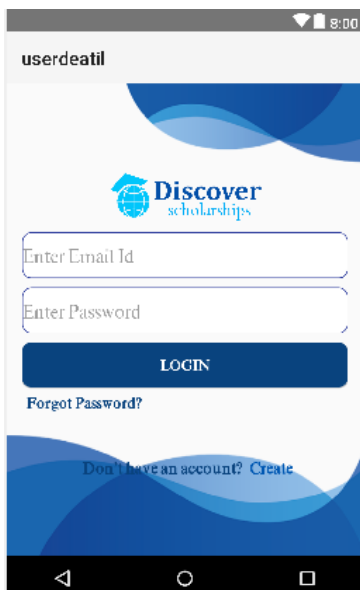 8:00
userdeatil
Discover
scholarships
Enter Email Id
Enter Password
LOGIN
Forgot Password?
Don't have an account? Create